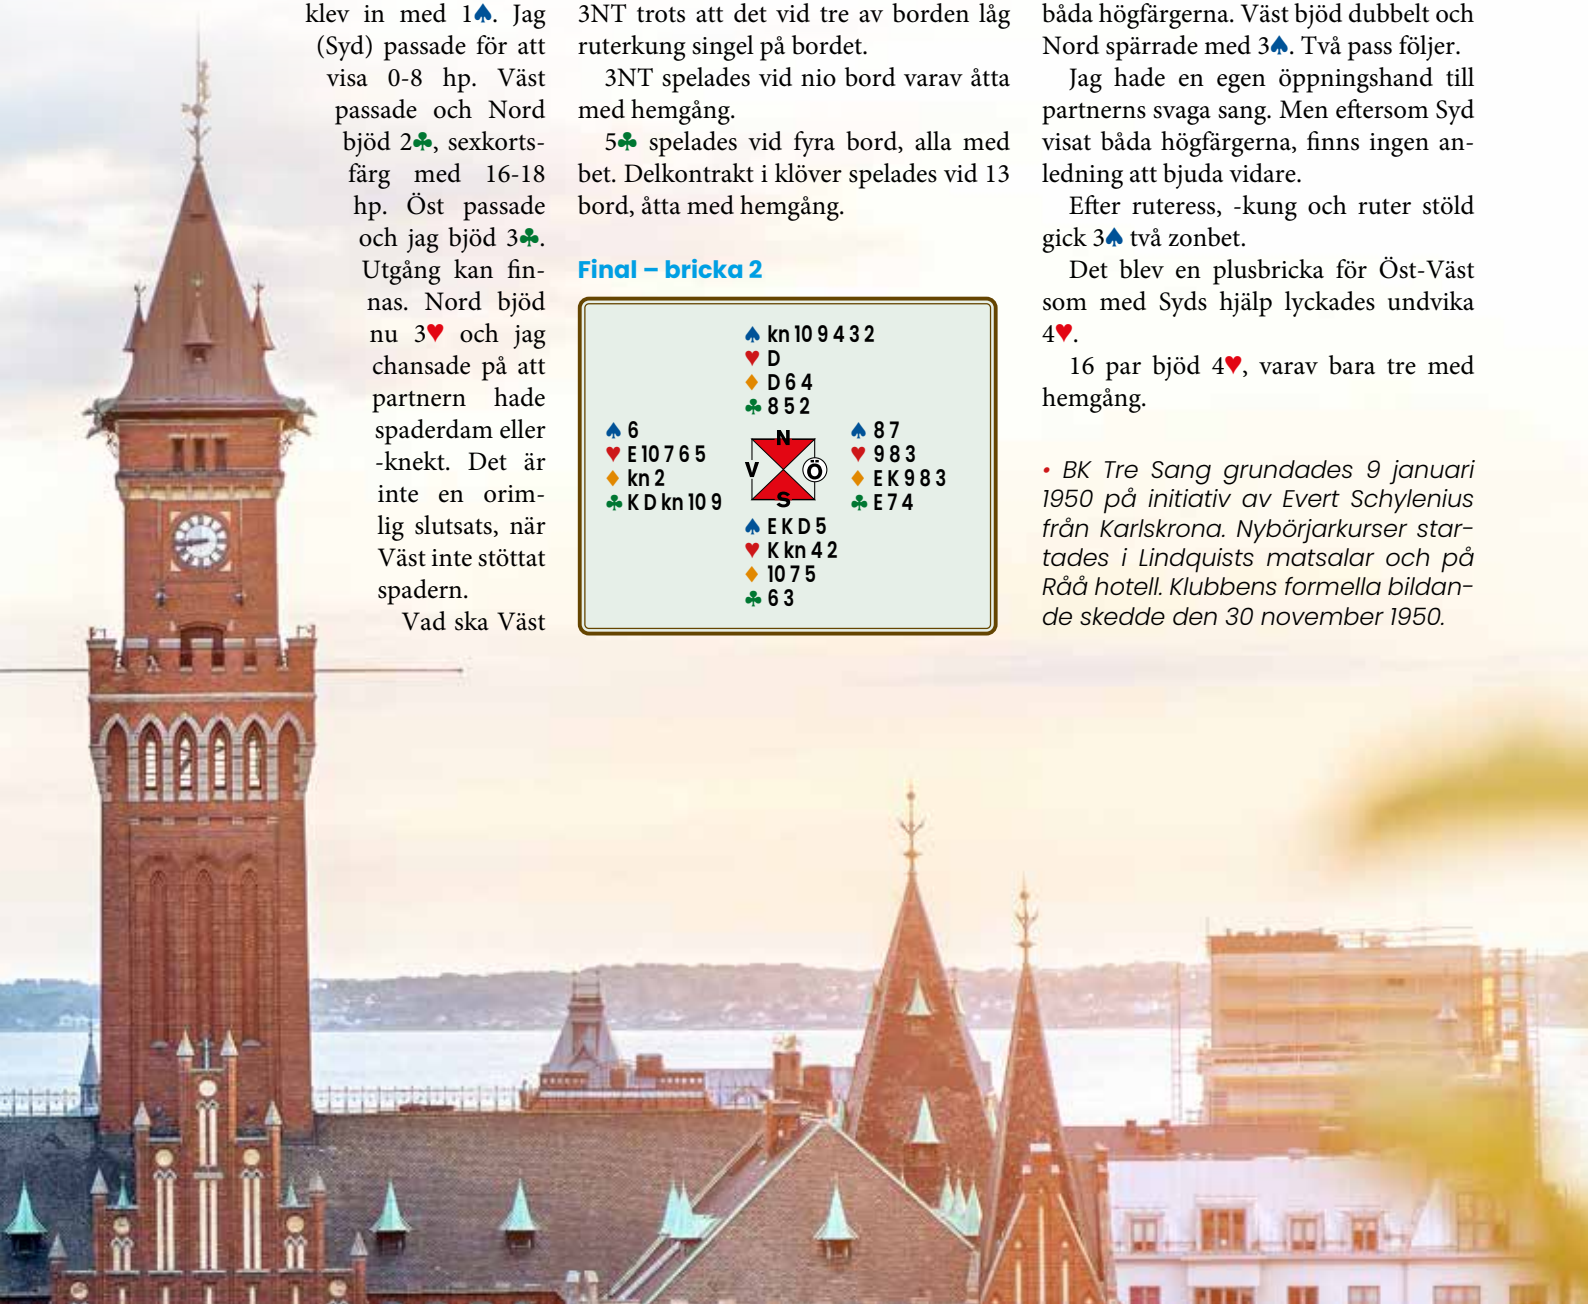 klev in med 1♠. Jag
(Syd) passade för att
visa 0-8 hp. Väst
passade och Nord
bjöd 2♣, sexkorts-
färg med 16-18
hp. Öst passade
och jag bjöd 3♣.
Utgång kan fin-
nas. Nord bjöd
nu 3♥ och jag
chansade på att
partnern hade
spaderdam eller
-knekt. Det är
inte en orim-
lig slutsats, när
Väst inte stöttat
spadern.
Vad ska Väst
3NT trots att det vid tre av borden låg
ruterkung singel på bordet.
3NT spelades vid nio bord varav åtta
med hemgång.
5♣ spelades vid fyra bord, alla med
bet. Delkontrakt i klöver spelades vid 13
bord, åtta med hemgång.
Final – bricka 2
♠ kn 10 9 4 3 2
♥ D
♦ D 6 4
♣ 8 5 2
♠ 6
♥ E 10 7 6 5
♦ kn 2
♣ K D kn 10 9
N
V Ö
S
♠ 8 7
♥ 9 8 3
♦ E K 9 8 3
♣ E 7 4
♠ E K D 5
♥ K kn 4 2
♦ 10 7 5
♣ 6 3
båda högfärgerna. Väst bjöd dubbelt och
Nord spärrade med 3♠. Två pass följer.
Jag hade en egen öppningshand till
partnerns svaga sang. Men eftersom Syd
visat båda högfärgerna, finns ingen an-
ledning att bjuda vidare.
Efter ruteress, -kung och ruter stöld
gick 3♠ två zonbet.
Det blev en plusbricka för Öst-Väst
som med Syds hjälp lyckades undvika
4♥.
16 par bjöd 4♥, varav bara tre med
hemgång.
• BK Tre Sang grundades 9 januari
1950 på initiativ av Evert Schylenius
från Karlskrona. Nybörjarkurser star-
tades i Lindquists matsalar och på
Råå hotell. Klubbens formella bildan-
de skedde den 30 november 1950.